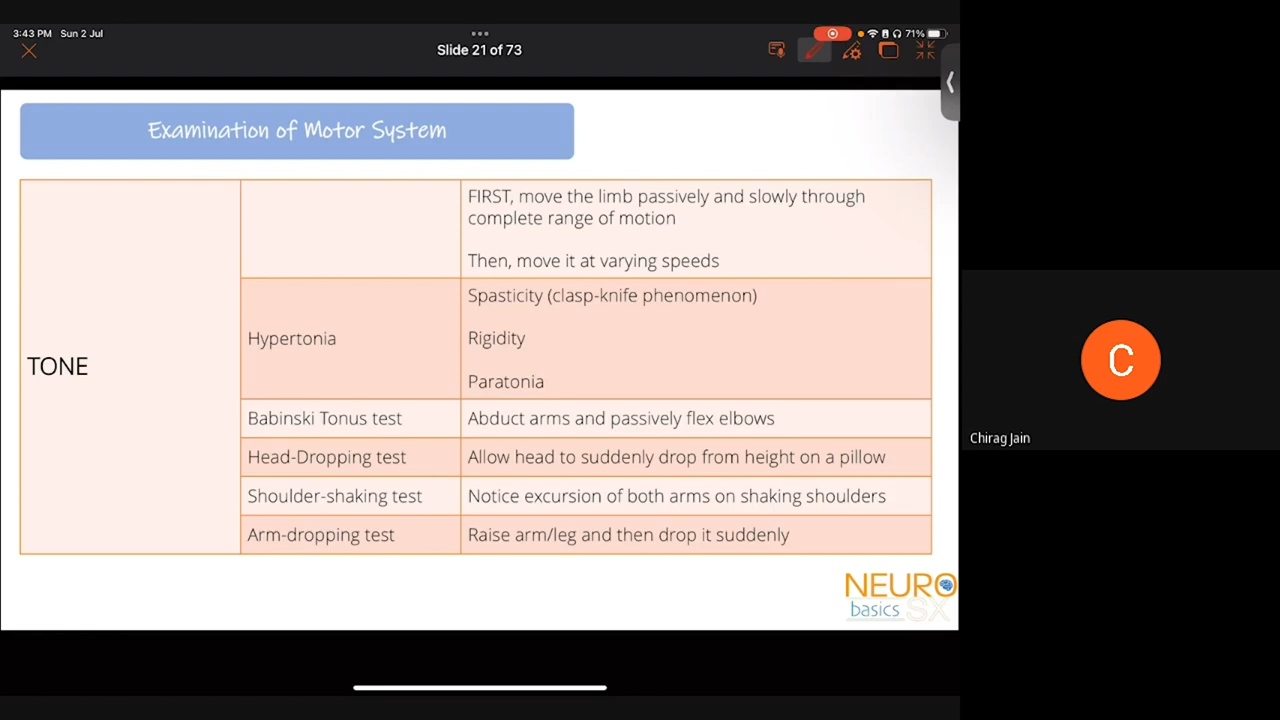 3:43 PM Sun 2 Jul
71%
Slide 21 of 73
Examination of Motor System
TONE
FIRST, move the limb passively and slowly through
complete range of motion
Then, move it at varying speeds
Hypertonia
Spasticity (clasp-knife phenomenon)
Rigidity
Paratonia
Babinski Tonus test
Abduct arms and passively flex elbows
Head-Dropping test
Allow head to suddenly drop from height on a pillow
Shoulder-shaking test
Notice excursion of both arms on shaking shoulders
Arm-dropping test
Raise arm/leg and then drop it suddenly
NEURO
basics SX
C
Chirag Jain